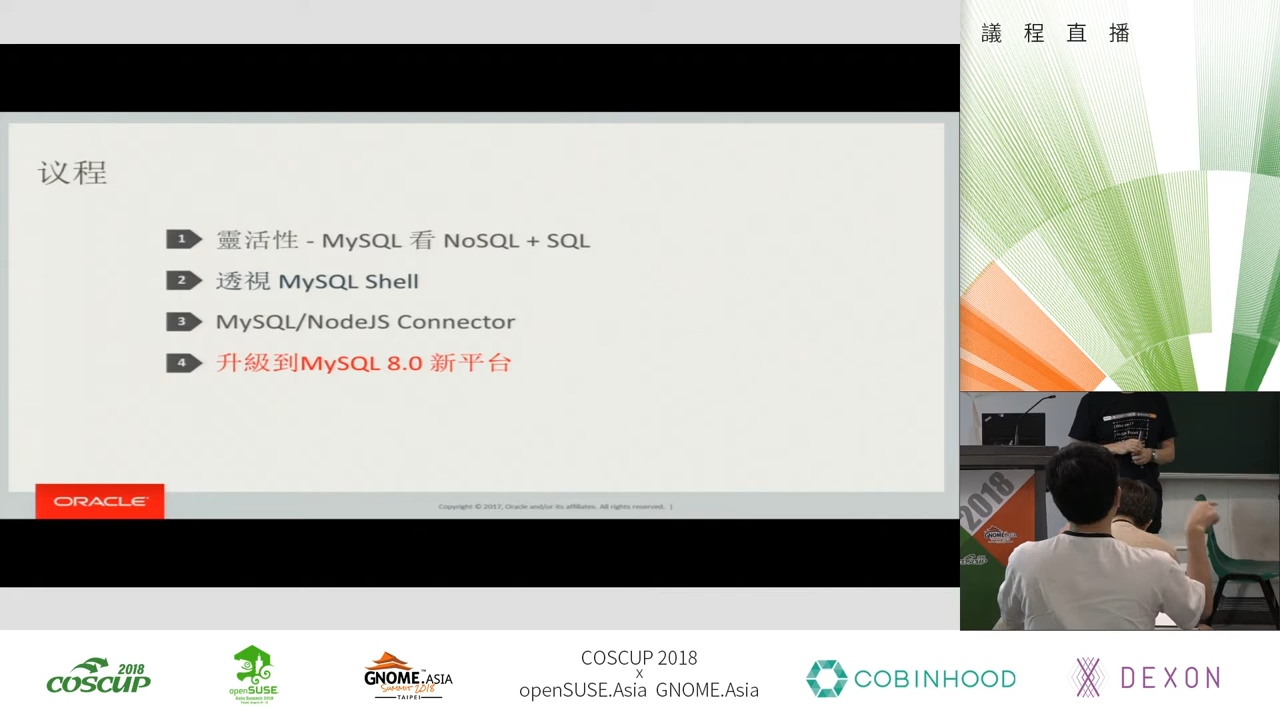 議程直播
议程
1 靈活性 - MySQL 看 NoSQL + SQL
2 透視 MySQL Shell
3 MySQL/NodeJS Connector
4 升級到MySQL 8.0 新平台
ORACLE
Copyright © 2017, Oracle and/or its affiliates. All rights reserved. |
2018
GNOME.ASIA
COSCUP 2018
openSUSE
GNOME.ASIA
SUMMIT 2018
TAIPEI
COSCUP 2018
x
openSUSE.Asia GNOME.Asia
COBINHOOD
DEXON